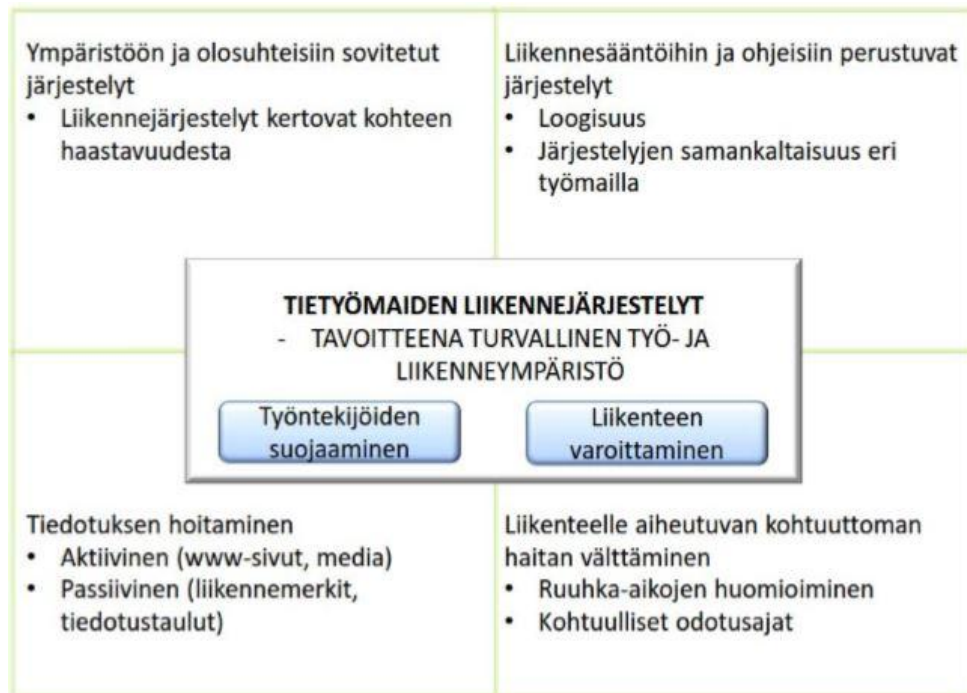 Ympäristöön ja olosuhteisiin sovitetut
järjestelyt
• Liikennejärjestelyt kertovat kohteen
haastavuudesta
Liikennesääntöihin ja ohjeisiin perustuvat
järjestelyt
• Loogisuus
• Järjestelyjen samankaltaisuus eri
työmailla
TIETYÖMAIDEN LIIKENNEJÄRJESTELYT
- TAVOITTEENA TURVALLINEN TYÖ- JA
LIIKENNEYMPÄRISTÖ
Työntekijöiden
suojaaminen
Liikenteen
varoittaminen
Tiedotuksen hoitaminen
• Aktiivinen (www-sivut, media)
• Passiivinen (liikennemerkit,
tiedotustaulut)
Liikenteelle aiheutuvan kohtuuttoman
haitan välttäminen
• Ruuhka-aikojen huomioiminen
• Kohtuulliset odotusajat